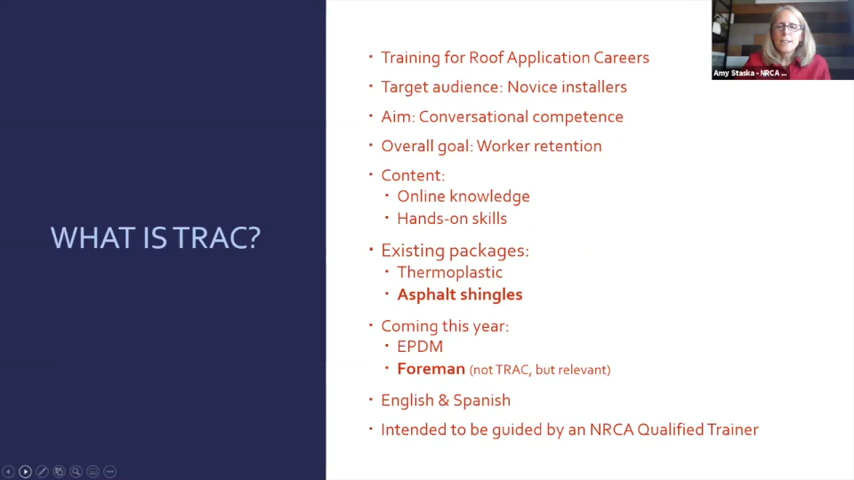 WHAT IS TRAC?
Training for Roof Application Careers
Target audience: Novice installers
Aim: Conversational competence
Overall goal: Worker retention
Content:
Online knowledge
Hands-on skills
Existing packages:
Thermoplastic
Asphalt shingles
Coming this year:
EPDM
Foreman (not TRAC, but relevant)
English & Spanish
Intended to be guided by an NRCA Qualified Trainer
Amy Staska - NRCA ...